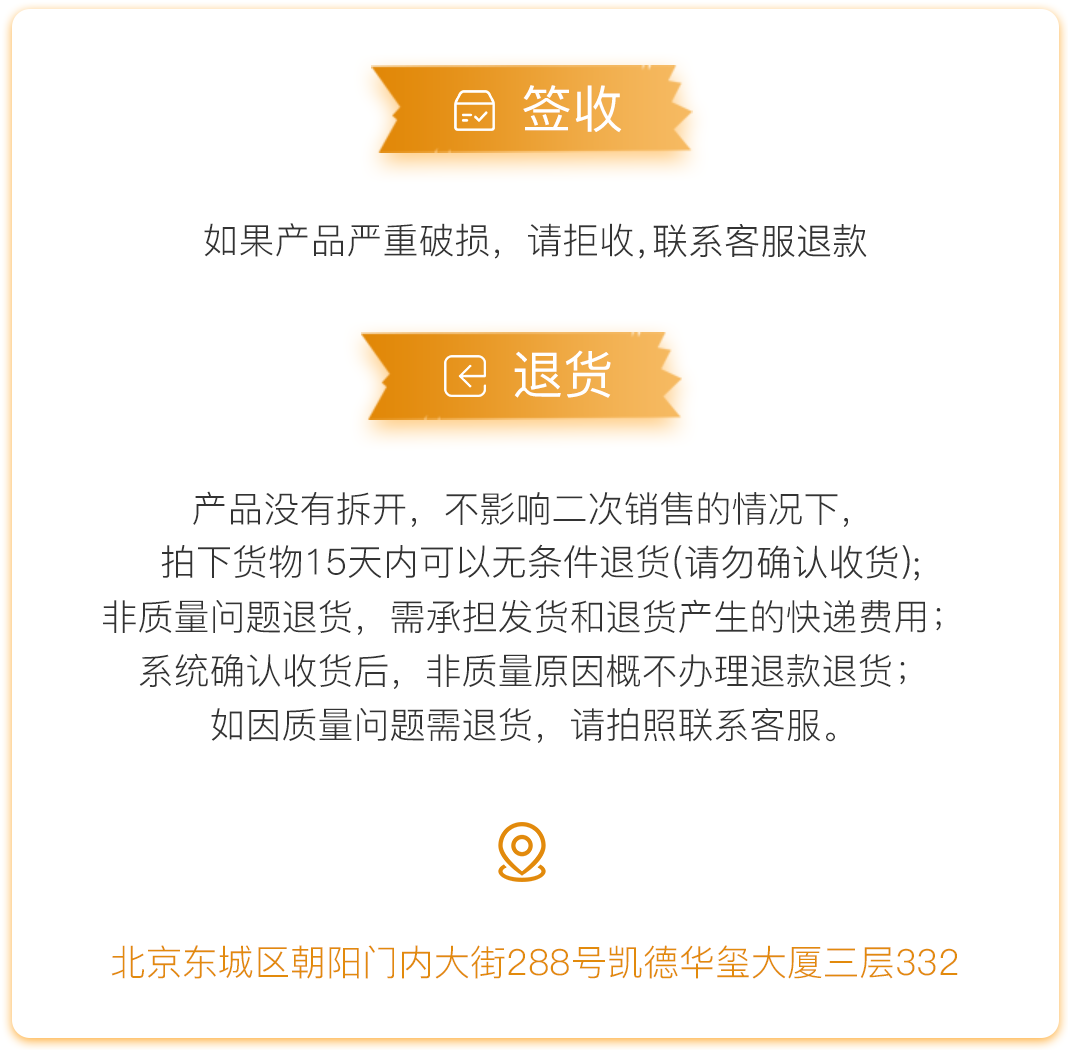 签收
如果产品严重破损，请拒收,联系客服退款
退货
产品没有拆开，不影响二次销售的情况下，
拍下货物15天内可以无条件退货(请勿确认收货);
非质量问题退货，需承担发货和退货产生的快递费用；
系统确认收货后，非质量原因概不办理退款退货；
如因质量问题需退货，请拍照联系客服。
北京东城区朝阳门内大街288号凯德华玺大厦三层332